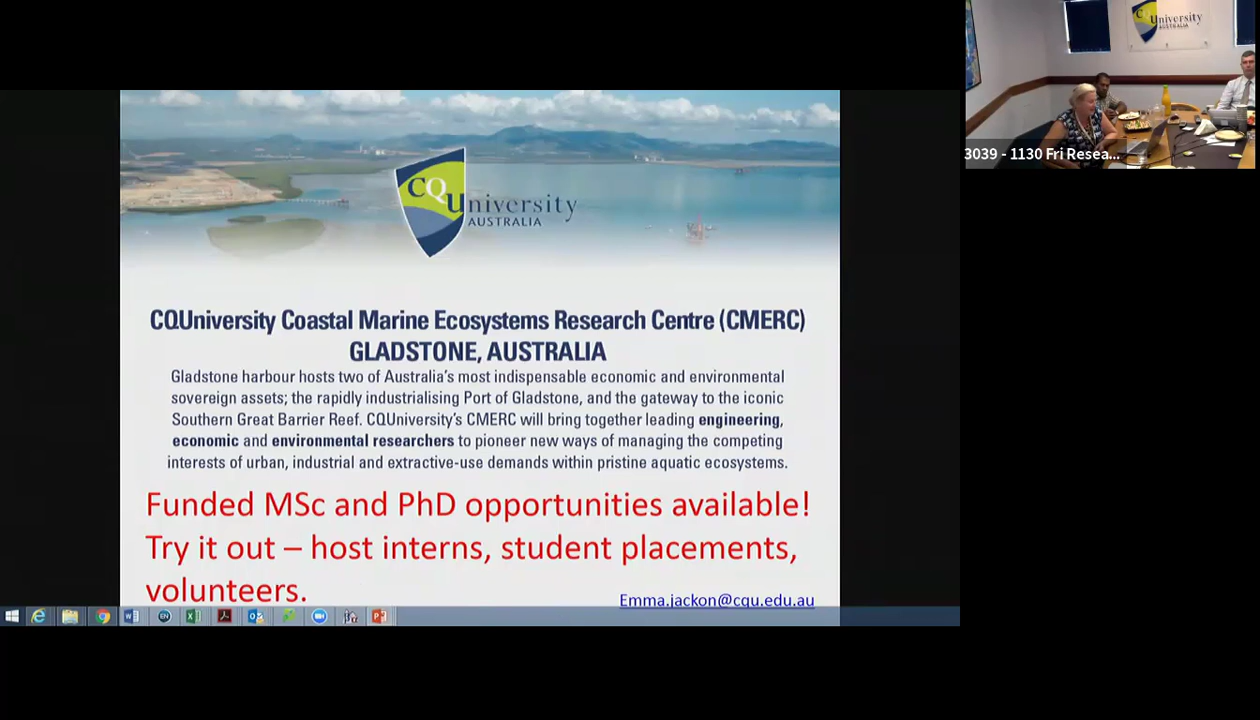 CQUniversity
AUSTRALIA
CQUniversity
AUSTRALIA
3039 - 1130 Fri Resea...
CQUniversity Coastal Marine Ecosystems Research Centre (CMERC)
GLADSTONE, AUSTRALIA
Gladstone harbour hosts two of Australia's most indispensable economic and environmental
sovereign assets; the rapidly industrialising Port of Gladstone, and the gateway to the iconic
Southern Great Barrier Reef. CQUniversity's CMERC will bring together leading engineering,
economic and environmental researchers to pioneer new ways of managing the competing
interests of urban, industrial and extractive-use demands within pristine aquatic ecosystems.
Funded MSc and PhD opportunities available!
Try it out – host interns, student placements,
volunteers.
Emma.jackon@cqu.edu.au